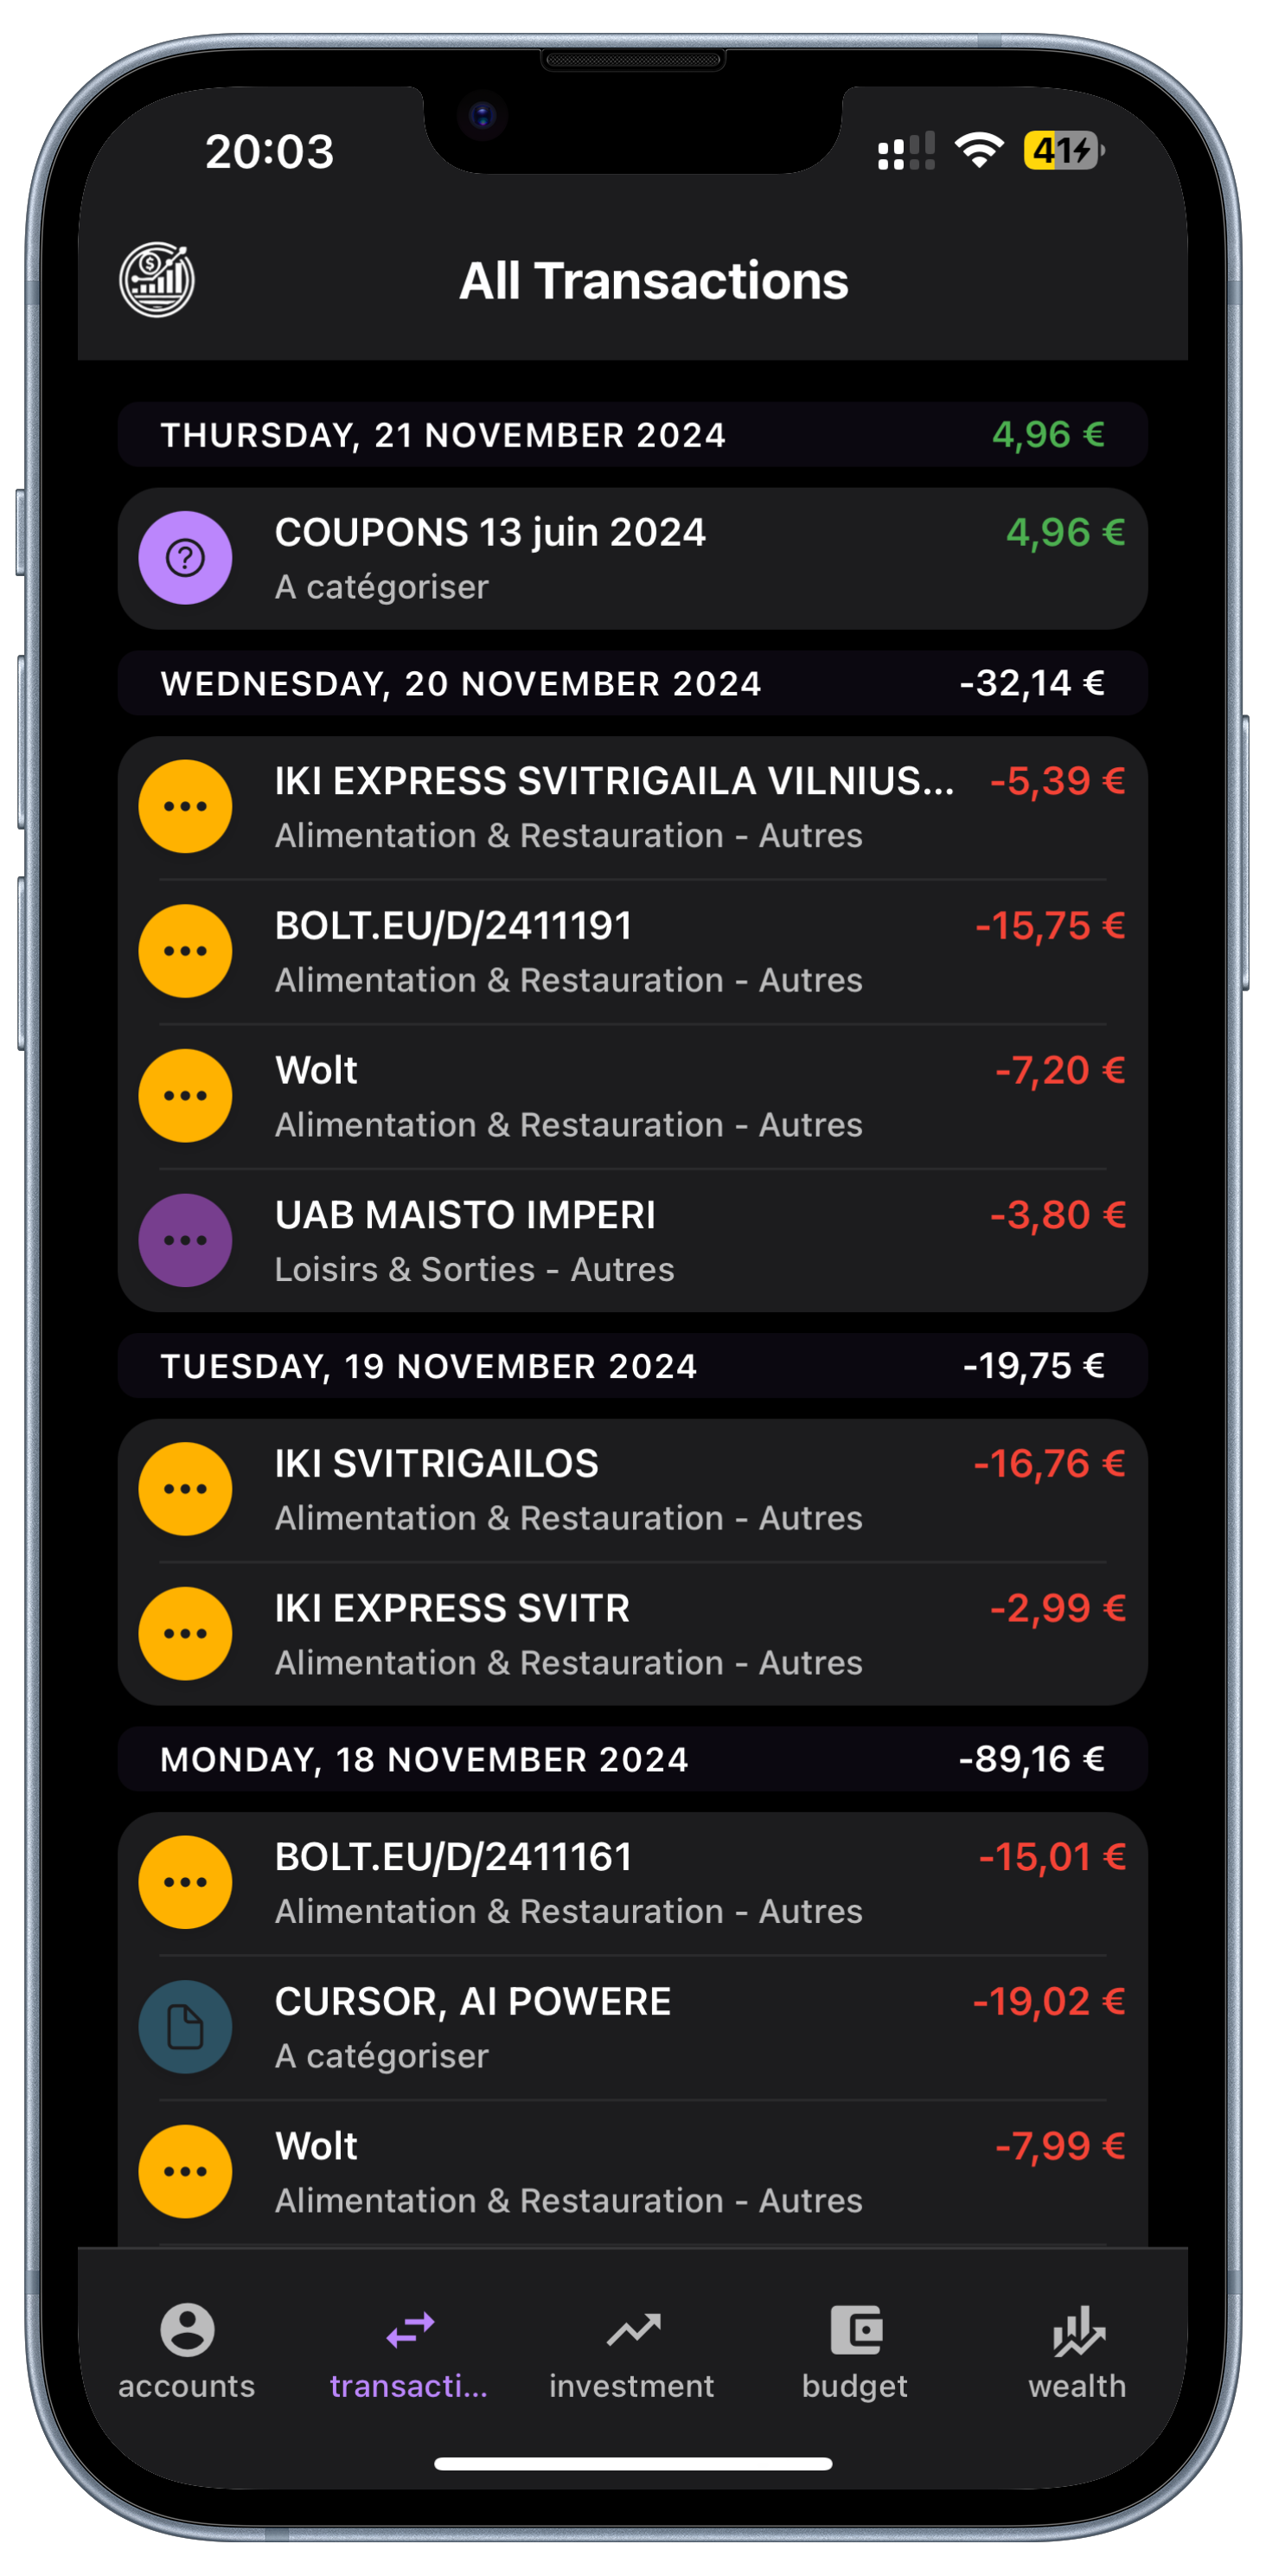 20:03
41
All Transactions
THURSDAY, 21 NOVEMBER 2024 4,96 €
COUPONS 13 juin 2024 4,96 €
A catégoriser
WEDNESDAY, 20 NOVEMBER 2024 -32,14 €
IKI EXPRESS SVITRIGAILA VILNIUS... -5,39 €
Alimentation & Restauration - Autres
BOLT.EU/D/2411191 -15,75 €
Alimentation & Restauration - Autres
Wolt -7,20 €
Alimentation & Restauration - Autres
UAB MAISTO IMPERI -3,80 €
Loisirs & Sorties - Autres
TUESDAY, 19 NOVEMBER 2024 -19,75 €
IKI SVITRIGAILOS -16,76 €
Alimentation & Restauration - Autres
IKI EXPRESS SVITR -2,99 €
Alimentation & Restauration - Autres
MONDAY, 18 NOVEMBER 2024 -89,16 €
BOLT.EU/D/2411161 -15,01 €
Alimentation & Restauration - Autres
CURSOR, AI POWERE -19,02 €
A catégoriser
Wolt -7,99 €
Alimentation & Restauration - Autres
accounts transacti... investment budget wealth